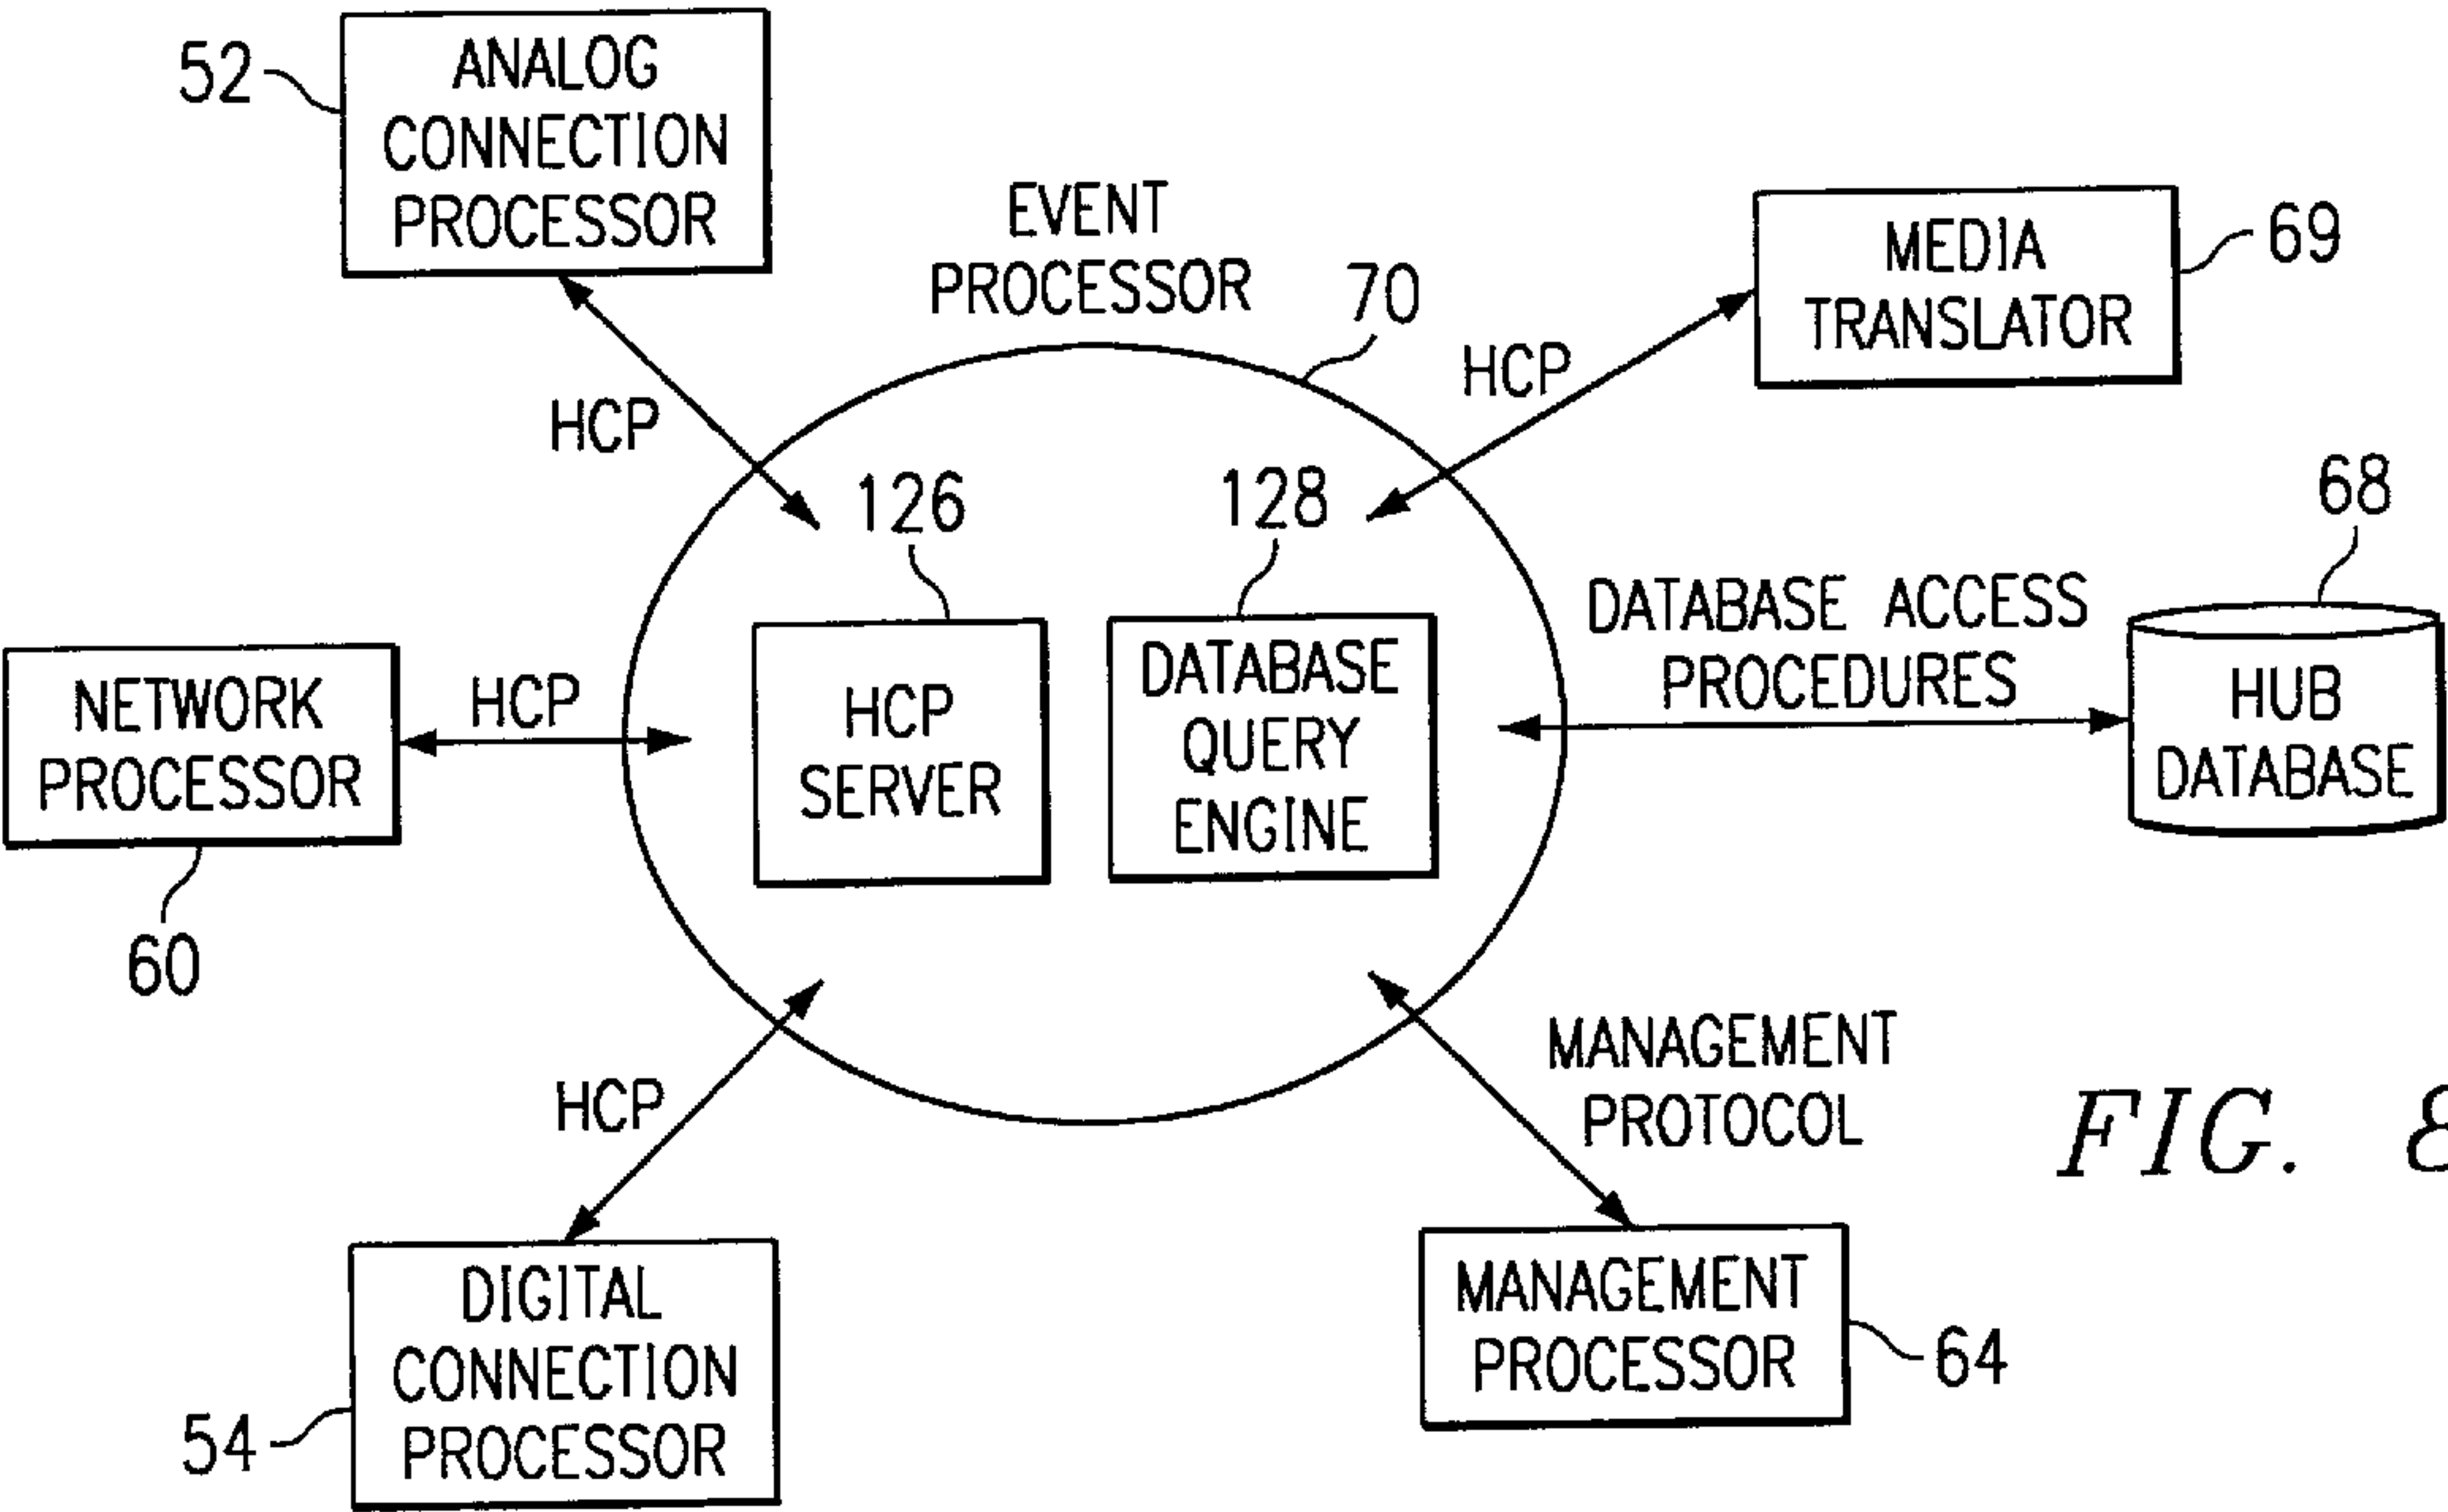 52
ANALOG
CONNECTION
PROCESSOR
EVENT
PROCESSOR
70
MEDIA
TRANSLATOR
69
HCP
HCP
126
128
68
DATABASE ACCESS
PROCEDURES
HUB
DATABASE
NETWORK
PROCESSOR
60
HCP
HCP
SERVER
DATABASE
QUERY
ENGINE
HCP
MANAGEMENT
PROTOCOL
FIG. 8
DIGITAL
CONNECTION
PROCESSOR
54
MANAGEMENT
PROCESSOR
64